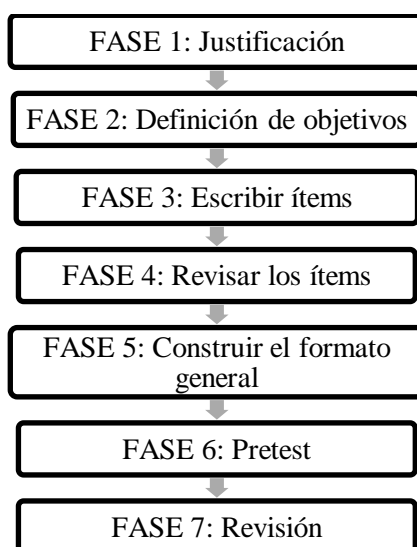 FASE 1: Justificación
FASE 2: Definición de objetivos
FASE 3: Escribir ítems
FASE 4: Revisar los ítems
FASE 5: Construir el formato
general
FASE 6: Pretest
FASE 7: Revisión